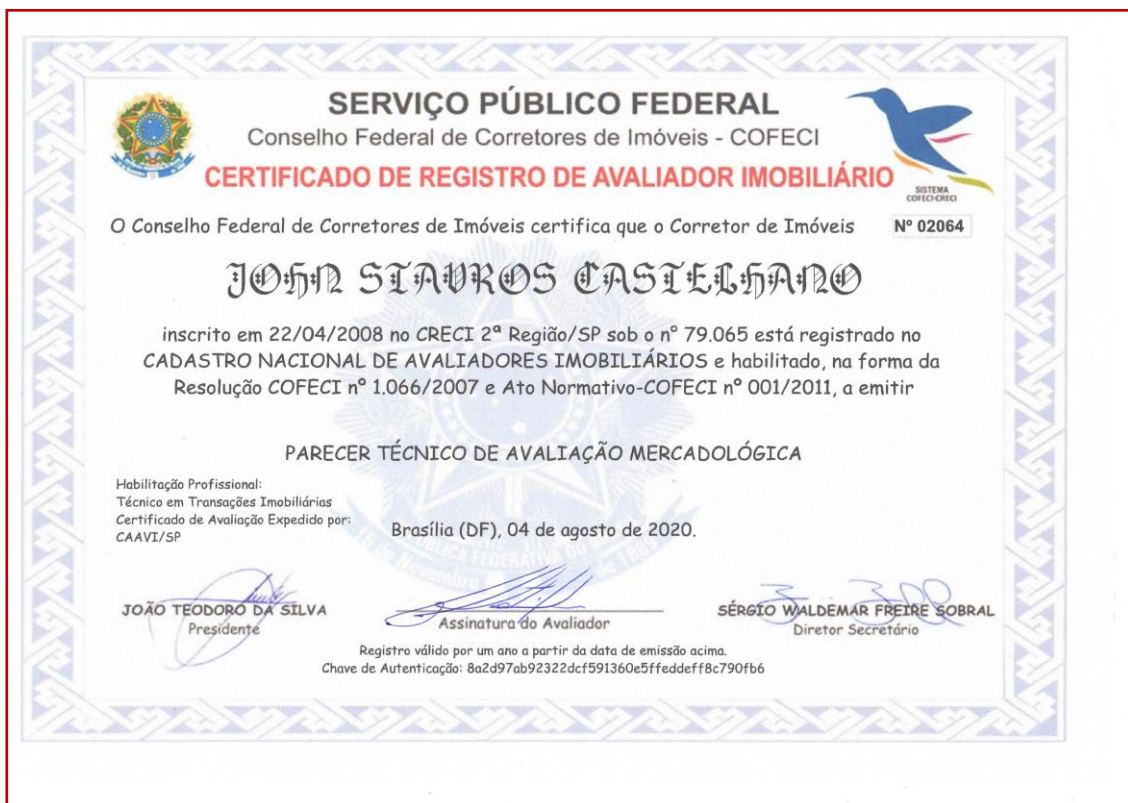 SERVIÇO PÚBLICO FEDERAL
Conselho Federal de Corretores de Imóveis - COFECI
CERTIFICADO DE REGISTRO DE AVALIADOR IMOBILIÁRIO
SISTEMA
COFECI-CRECI
O Conselho Federal de Corretores de Imóveis certifica que o Corretor de Imóveis
Nº 02064
JOHN STAVROS CASTELHANO
inscrito em 22/04/2008 no CRECI 2ª Região/SP sob o n° 79.065 está registrado no
CADASTRO NACIONAL DE AVALIADORES IMOBILIÁRIOS e habilitado, na forma da
Resolução COFECI nº 1.066/2007 e Ato Normativo-COFECI nº 001/2011, a emitir
PARECER TÉCNICO DE AVALIAÇÃO MERCADOLÓGICA
Habilitação Profissional:
Técnico em Transações Imobiliárias
Certificado de Avaliação Expedido por:
CAAVI/SP
Brasília (DF), 04 de agosto de 2020.
JOÃO TEODORO DA SILVA
Presidente
Assinatura do Avaliador
SÉRGIO WALDEMAR FREIRE SOBRAL
Diretor Secretário
Registro válido por um ano a partir da data de emissão acima.
Chave de Autenticação: 8a2d97ab92322dcf591360e5ffeddeff8c790fb6